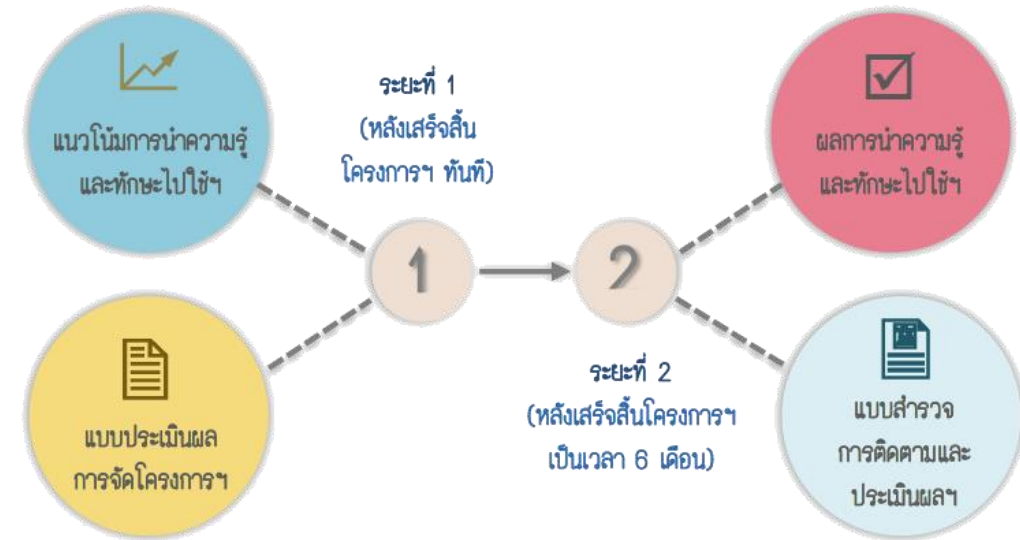 แนวโน้มการนำความรู้
และทักษะไปใช้ฯ
ระยะที่ 1
(หลังเสร็จสิ้น
โครงการฯ ทันที)
ผลการนำความรู้
และทักษะไปใช้ฯ
1
2
แบบประเมินผล
การจัดโครงการฯ
ระยะที่ 2
(หลังเสร็จสิ้นโครงการฯ
เป็นเวลา 6 เดือน)
แบบสำรวจ
การติดตามและ
ประเมินผลฯ